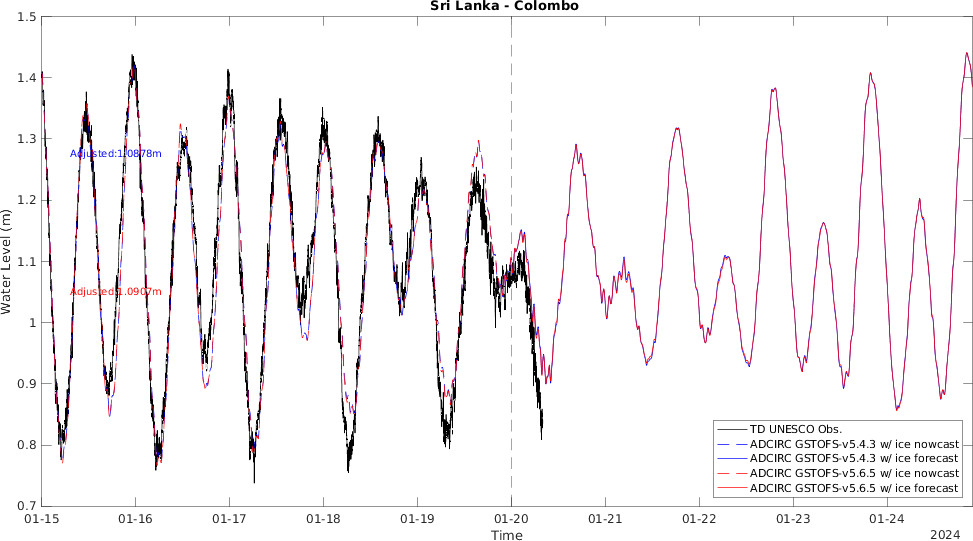 Sri Lanka - Colombo
1.5
1.4
1.3
Adjusted:1.0878m
1.2
1.1
Adjusted:1.0907m
1
0.9
0.8
0.7
Water Level (m)
TD UNESCO Obs.
ADCIRC GSTOFS-v5.4.3 w/ ice nowcast
ADCIRC GSTOFS-v5.4.3 w/ ice forecast
ADCIRC GSTOFS-v5.6.5 w/ ice nowcast
ADCIRC GSTOFS-v5.6.5 w/ ice forecast
01-15 01-16 01-17 01-18 01-19 01-20 01-21 01-22 01-23 01-24
Time
2024